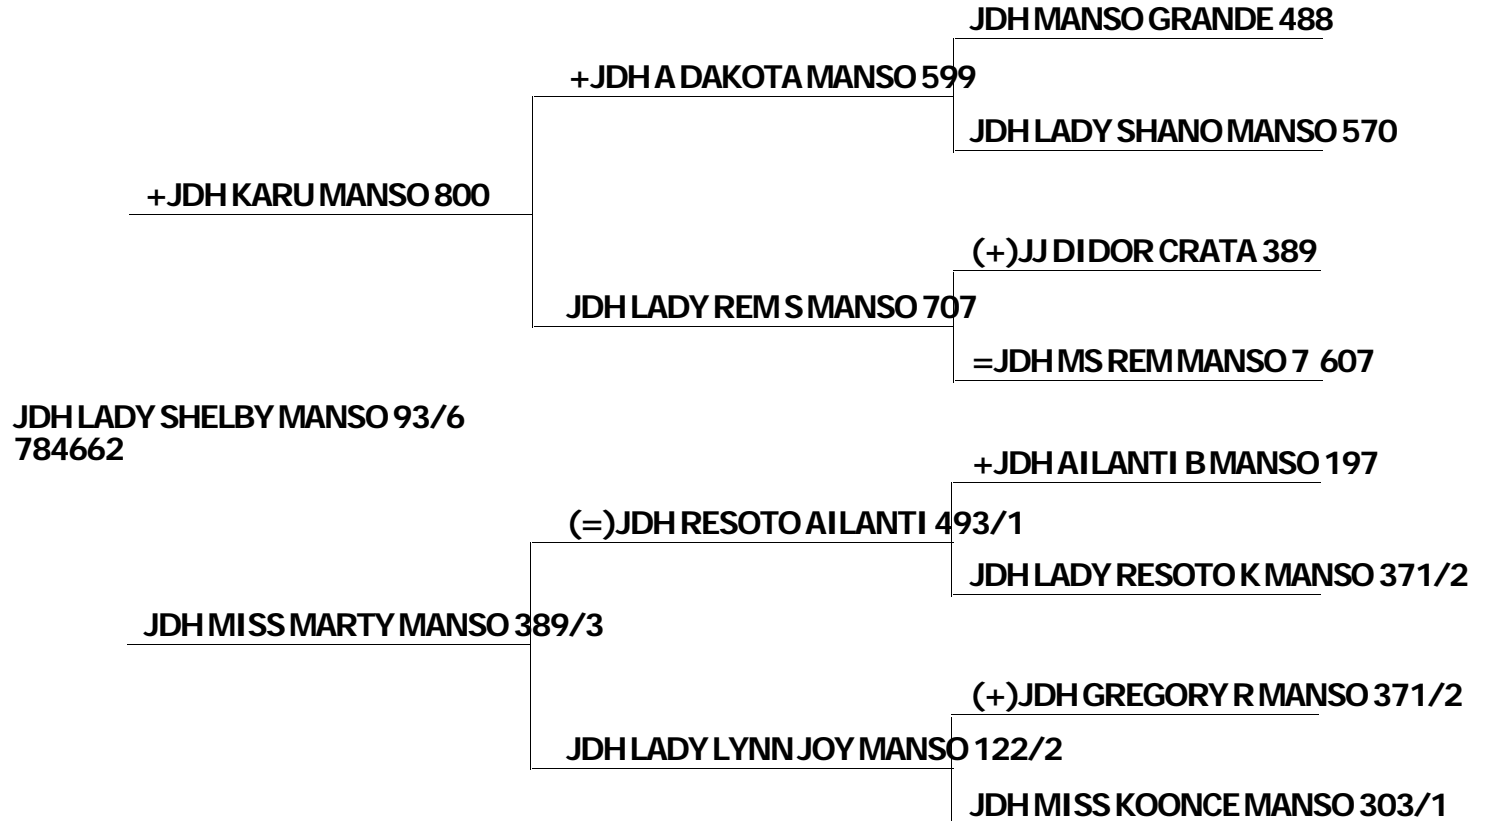 JDH MANSO GRANDE 488
+JDH A DAKOTA MANSO 599
JDH LADY SHANO MANSO 570
+JDH KARU MANSO 800
(+)JJ DIDOR CRATA 389
JDH LADY REM S MANSO 707
=JDH MS REM MANSO 7 607
JDH LADY SHELBY MANSO 93/6
784662
+JDH AILANTI B MANSO 197
(=)JDH RESOTO AILANTI 493/1
JDH LADY RESOTO K MANSO 371/2
JDH MISS MARTY MANSO 389/3
(+)JDH GREGORY R MANSO 371/2
JDH LADY LYNN JOY MANSO 122/2
JDH MISS KOONCE MANSO 303/1